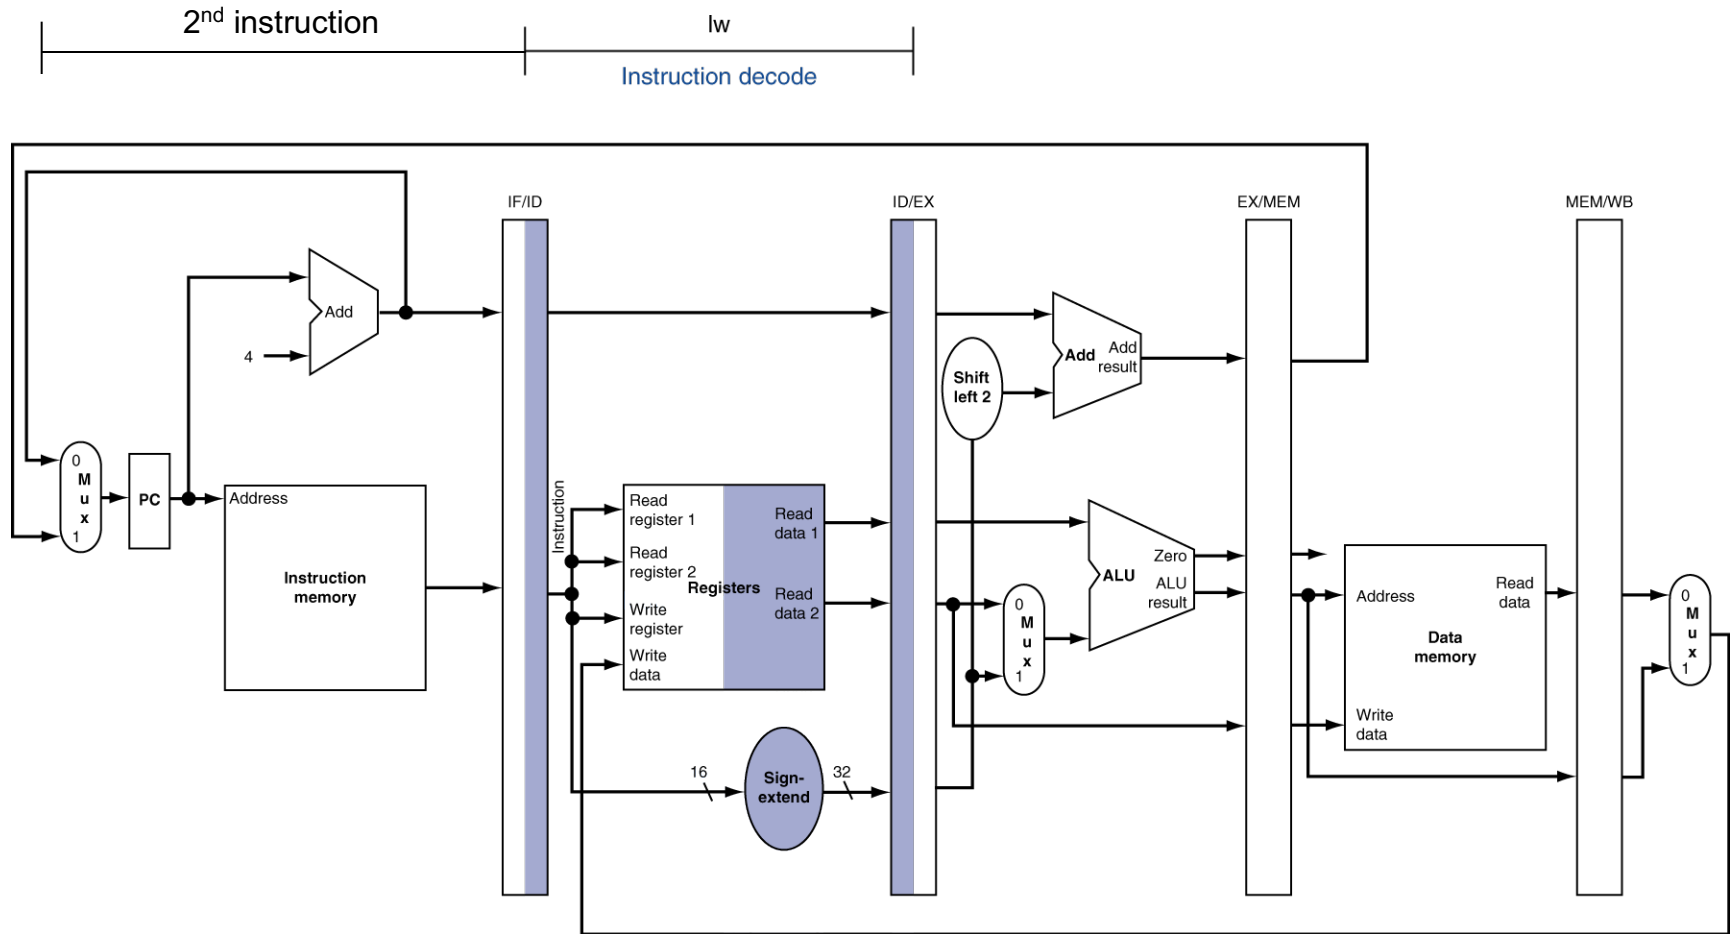 2nd instruction
lw
Instruction decode
IF/ID
ID/EX
EX/MEM
MEM/WB
Add
4
Shift
left 2
Add
Add
result
0
M
u
x
1
PC
Address
Instruction
memory
Instruction
Read
register 1
Read
register 2
Write
register
Write
data
Registers
Read
data 1
Read
data 2
16
Sign-
extend
32
0
M
u
x
1
ALU
Zero
ALU
result
Address
Read
data
Data
memory
Write
data
0
M
u
x
1